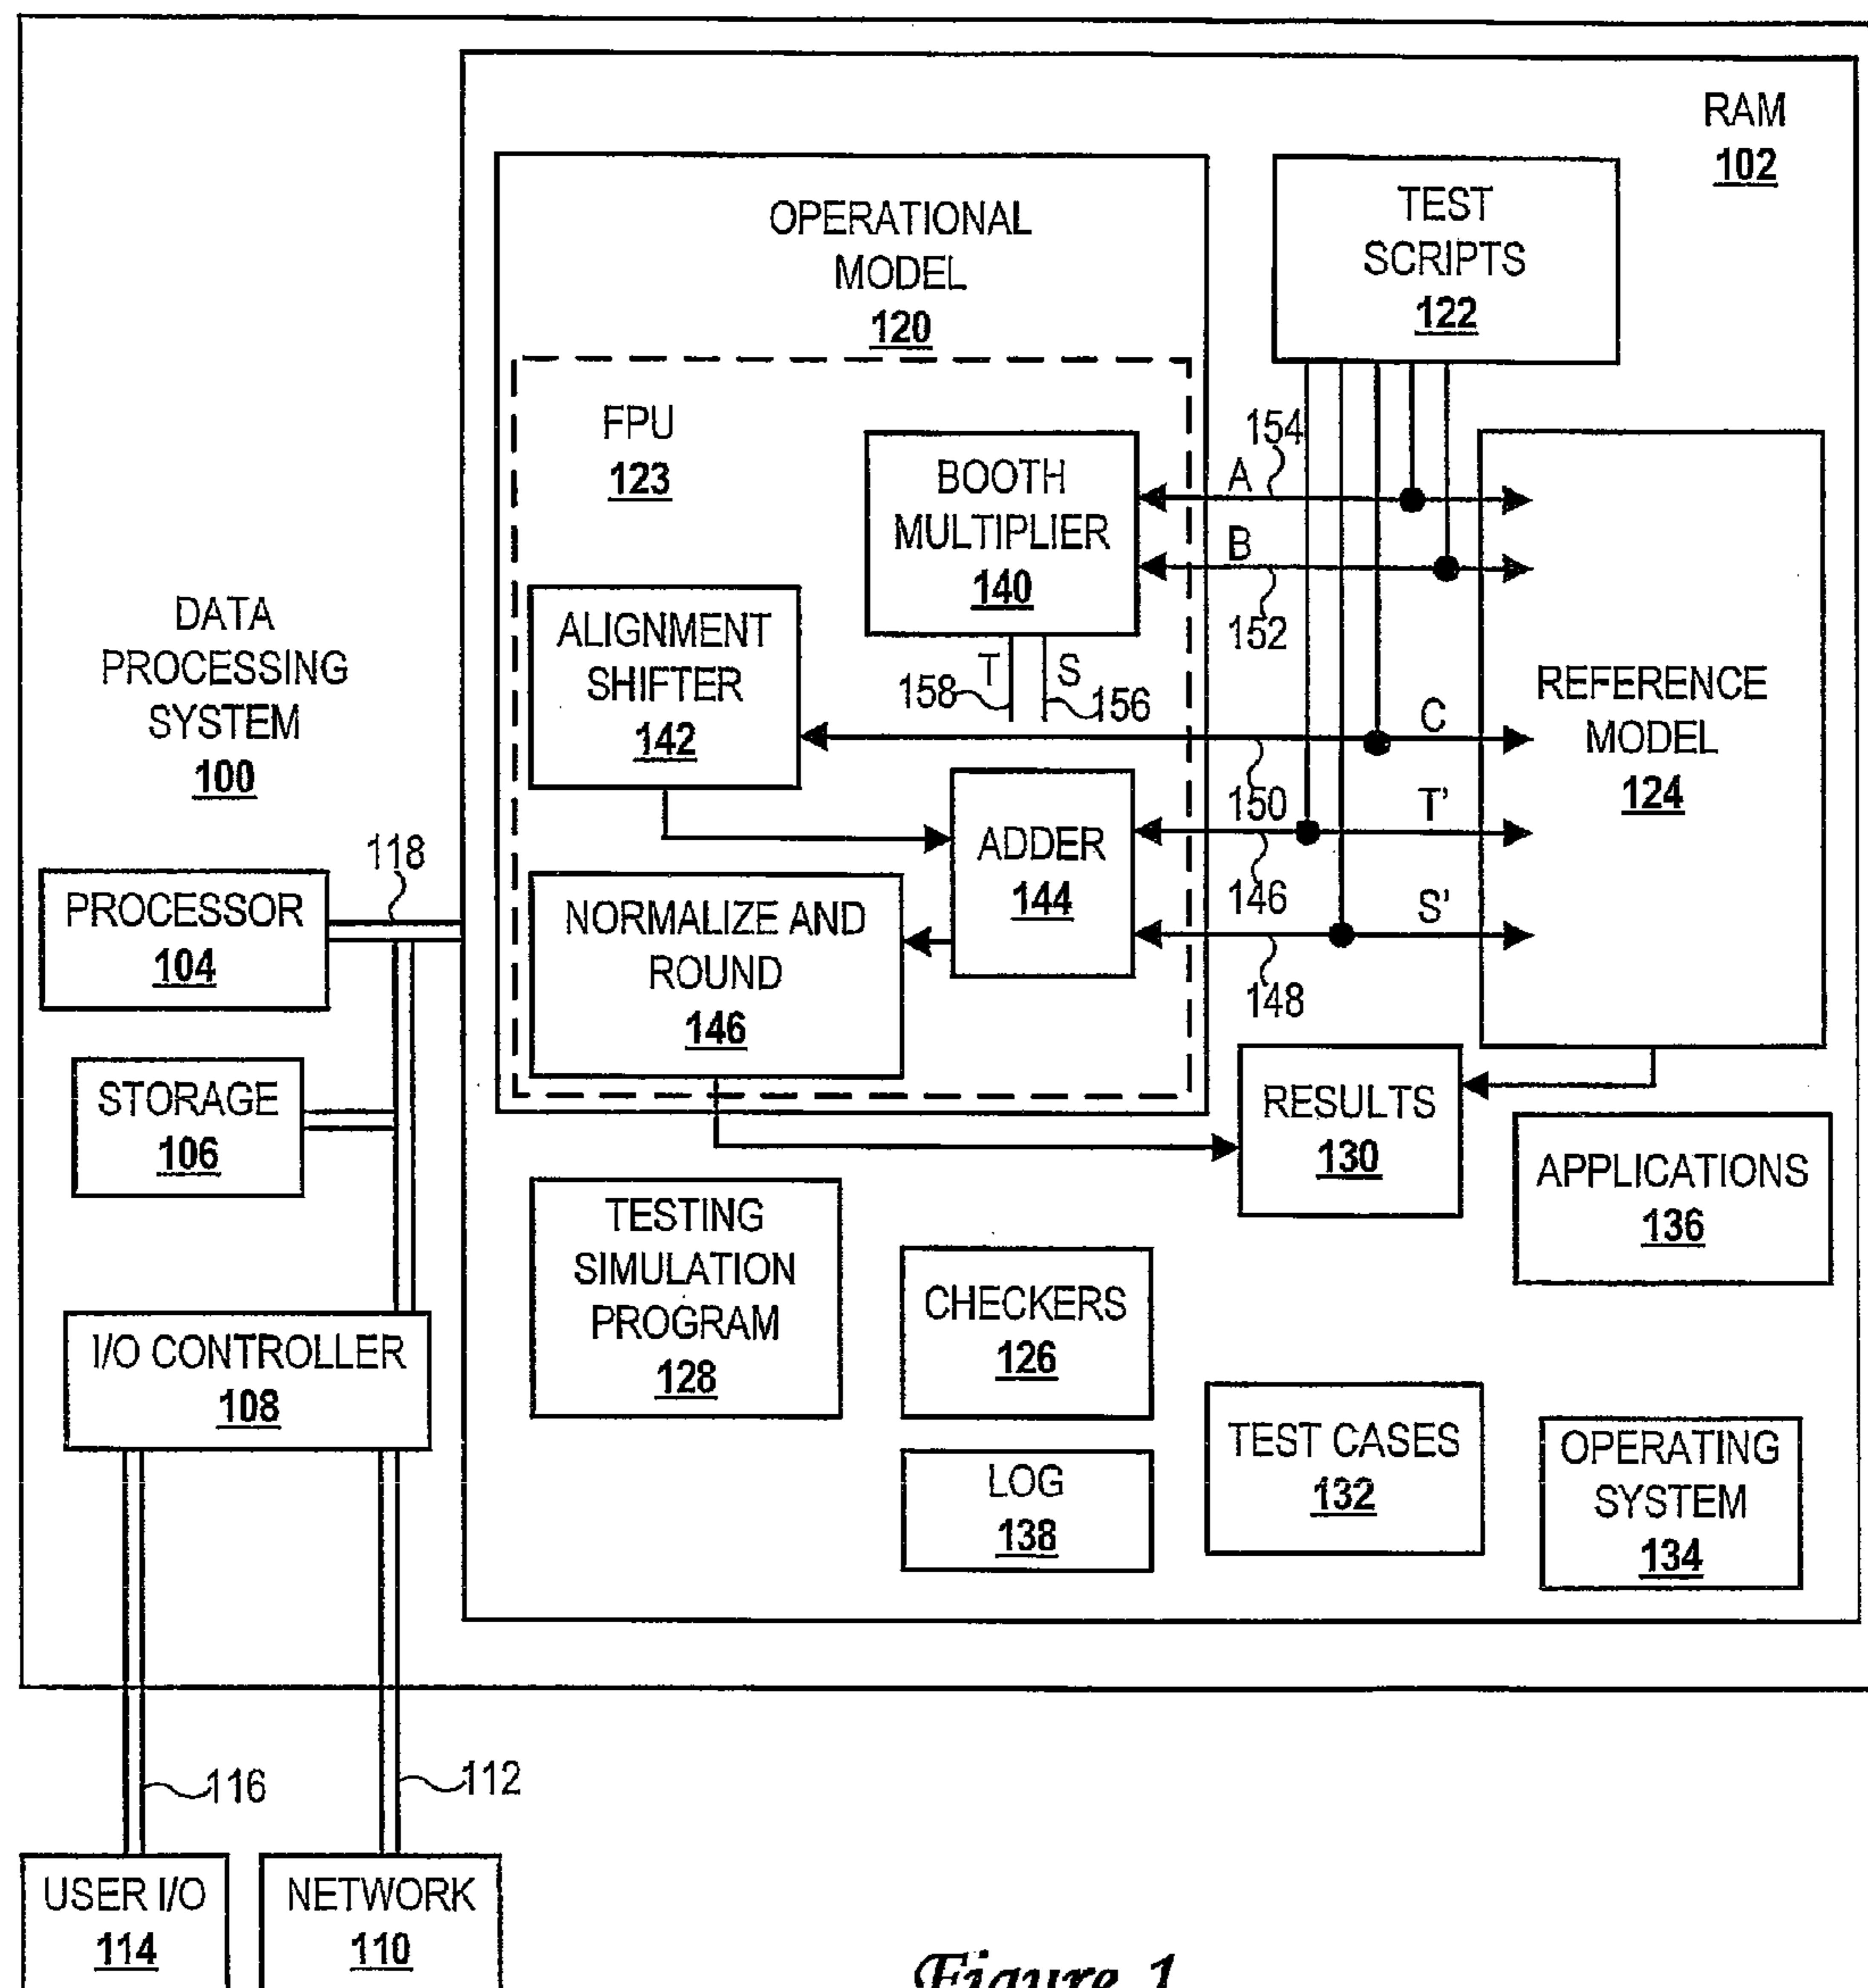 RAM
102
OPERATIONAL
MODEL
120
TEST
SCRIPTS
122
FPU
123
BOOTH
MULTIPLIER
140
154
A
B
152
ALIGNMENT
SHIFTER
142
T
S
158
156
C
150
T'
REFERENCE
MODEL
124
DATA
PROCESSING
SYSTEM
100
ADDER
144
146
S'
148
NORMALIZE AND
ROUND
146
118
PROCESSOR
104
STORAGE
106
RESULTS
130
APPLICATIONS
136
TESTING
SIMULATION
PROGRAM
128
CHECKERS
126
I/O CONTROLLER
108
LOG
138
TEST CASES
132
OPERATING
SYSTEM
134
116
112
USER I/O
114
NETWORK
110
Figure 1